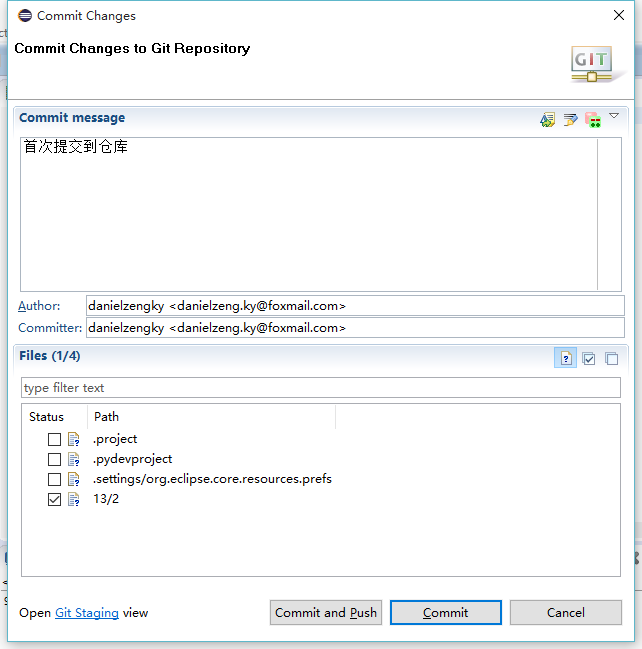 Commit Changes
Commit Changes to Git Repository
GIT
Commit message
首次提交到仓库
Author: danielzengky <danielzeng.ky@foxmail.com>
Committer: danielzengky <danielzeng.ky@foxmail.com>
Files (1/4)
type filter text
Status Path
.project
.pydevproject
.settings/org.eclipse.core.resources.prefs
13/2
Open Git Staging view
Commit and Push Commit Cancel